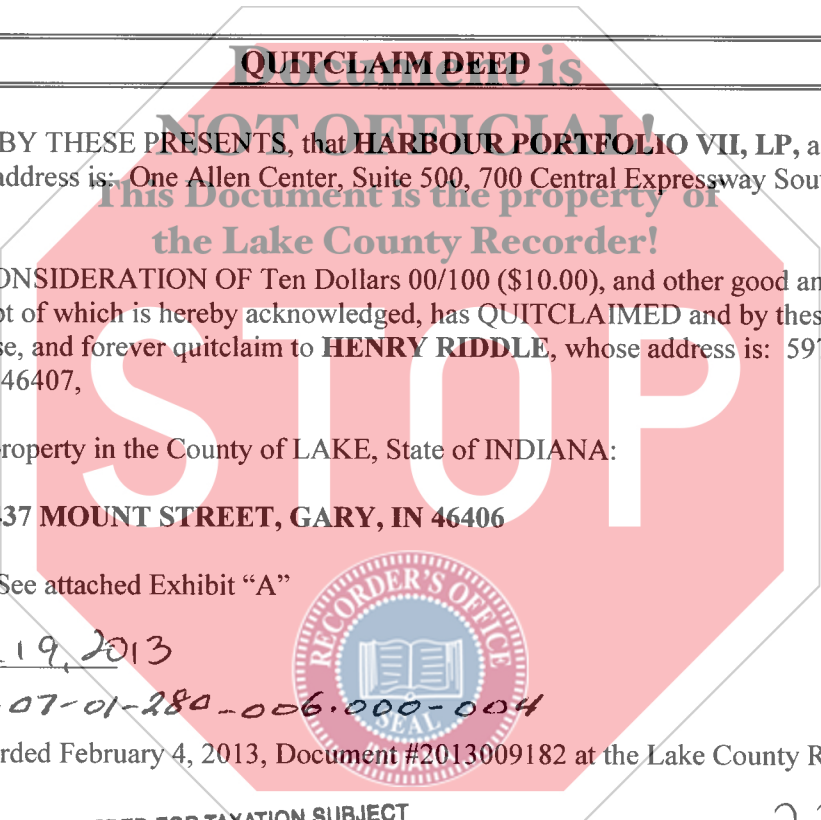 QUITCLAIM DEED
Document is
NOT OFFICIAL!
BY THESE PRESENTS, that HARBOUR PORTFOLIO VII, LP, a
address is: One Allen Center, Suite 500, 700 Central Expressway Sou
This Document is the property of
the Lake County Recorder!
ONSIDERATION OF Ten Dollars 00/100 ($10.00), and other good an
pt of which is hereby acknowledged, has QUITCLAIMED and by thes
se, and forever quitclaim to HENRY RIDDLE, whose address is: 597
46407,
STOP
property in the County of LAKE, State of INDIANA:
37 MOUNT STREET, GARY, IN 46406
See attached Exhibit “A”
RECORDER'S OFFICE
SEAL
INDIANA
19, 2013
07-01-280-006.000-004
rded February 4, 2013, Document #2013009182 at the Lake County R
FOR TAXATION SUBJECT